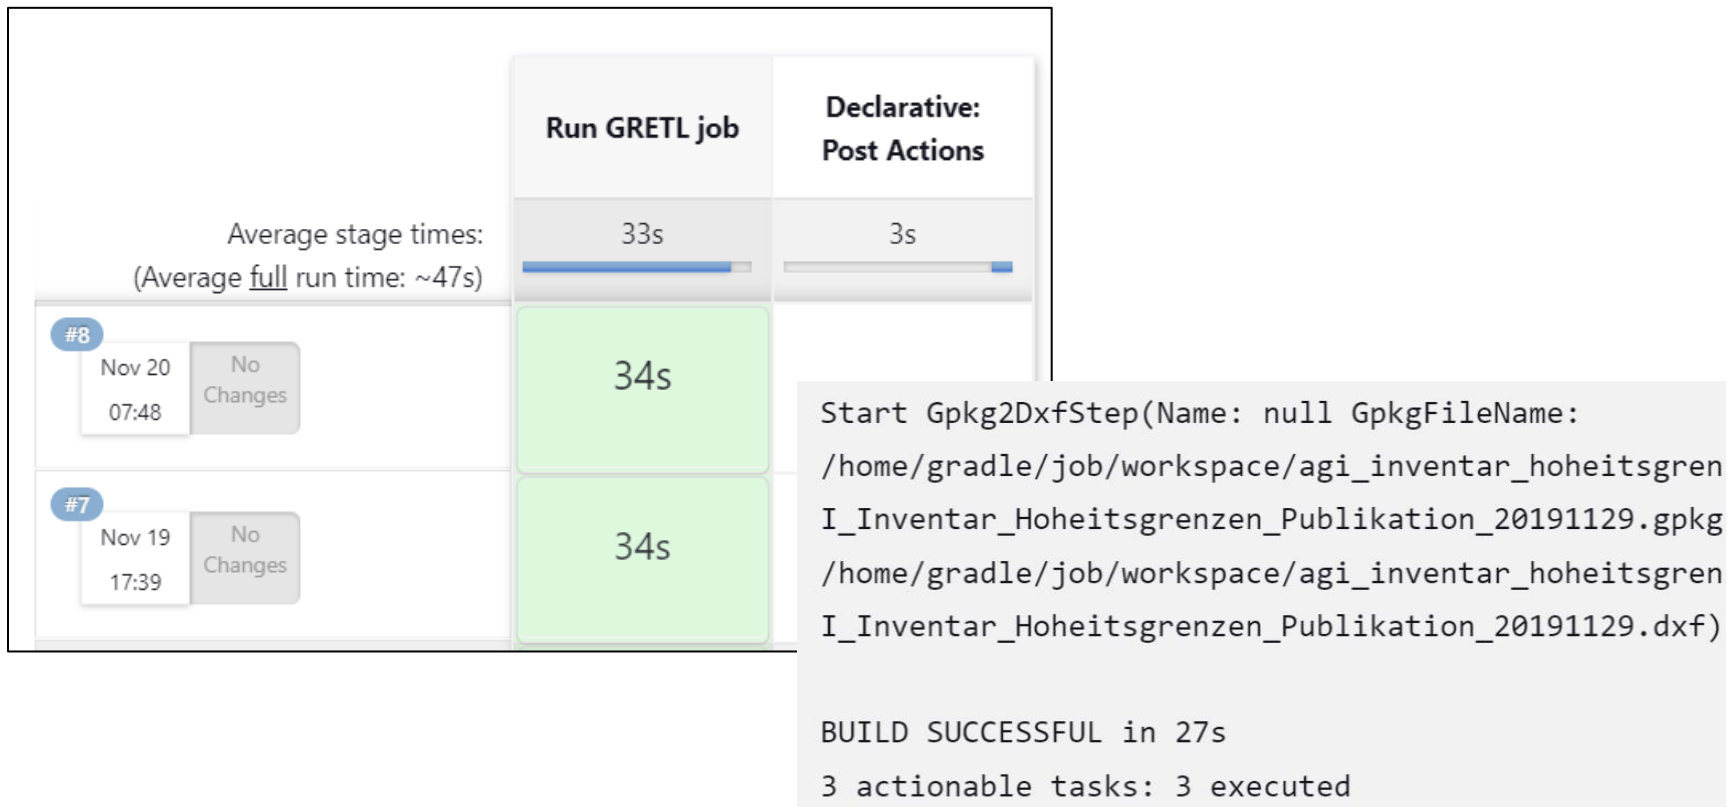 Run GRETL job
Declarative:
Post Actions
Average stage times:
(Average full run time: ~47s)
33s
3s
#8
Nov 20
07:48
No
Changes
34s
#7
Nov 19
17:39
No
Changes
34s
Start Gpkg2DxfStep(Name: null GpkgFileName:
/home/gradle/job/workspace/agi_inventar_hoheitsgren
I_Inventar_Hoheitsgrenzen_Publikation_20191129.gpkg
/home/gradle/job/workspace/agi_inventar_hoheitsgren
I_Inventar_Hoheitsgrenzen_Publikation_20191129.dxf)
BUILD SUCCESSFUL in 27s
3 actionable tasks: 3 executed